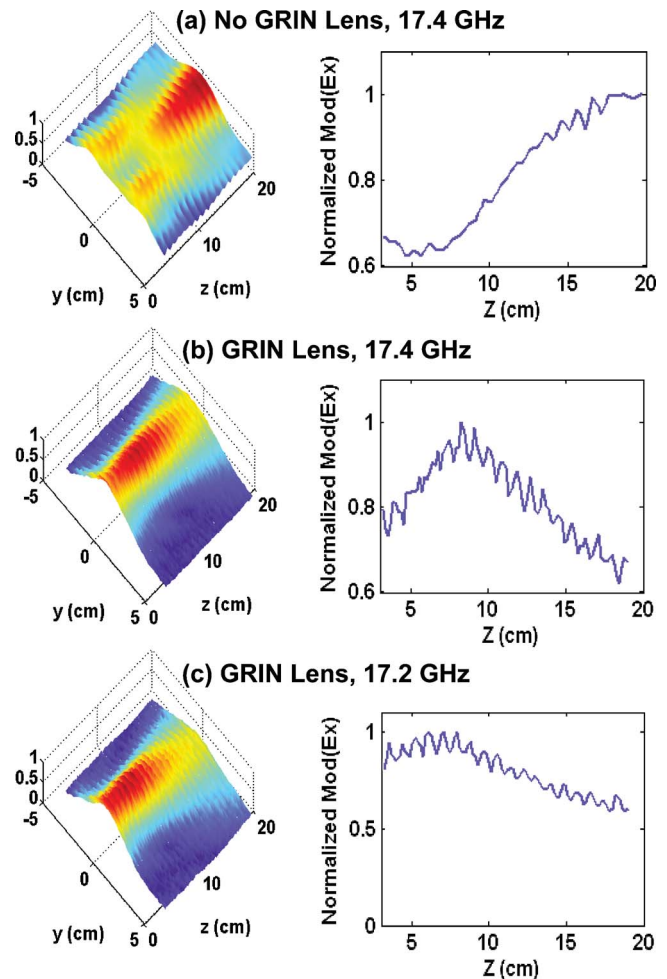 (a) No GRIN Lens, 17.4 GHz
1
0.5
0
-5
0
5
y (cm)
0
10
20
z (cm)
Normalized Mod(Ex)
1
0.8
0.6
5 10 15 20
Z (cm)
(b) GRIN Lens, 17.4 GHz
1
0.5
0
-5
0
5
y (cm)
0
10
20
z (cm)
Normalized Mod(Ex)
1
0.8
0.6
5 10 15 20
Z (cm)
(c) GRIN Lens, 17.2 GHz
1
0.5
0
-5
0
5
y (cm)
0
10
20
z (cm)
Normalized Mod(Ex)
1
0.5
0
5 10 15 20
Z (cm)